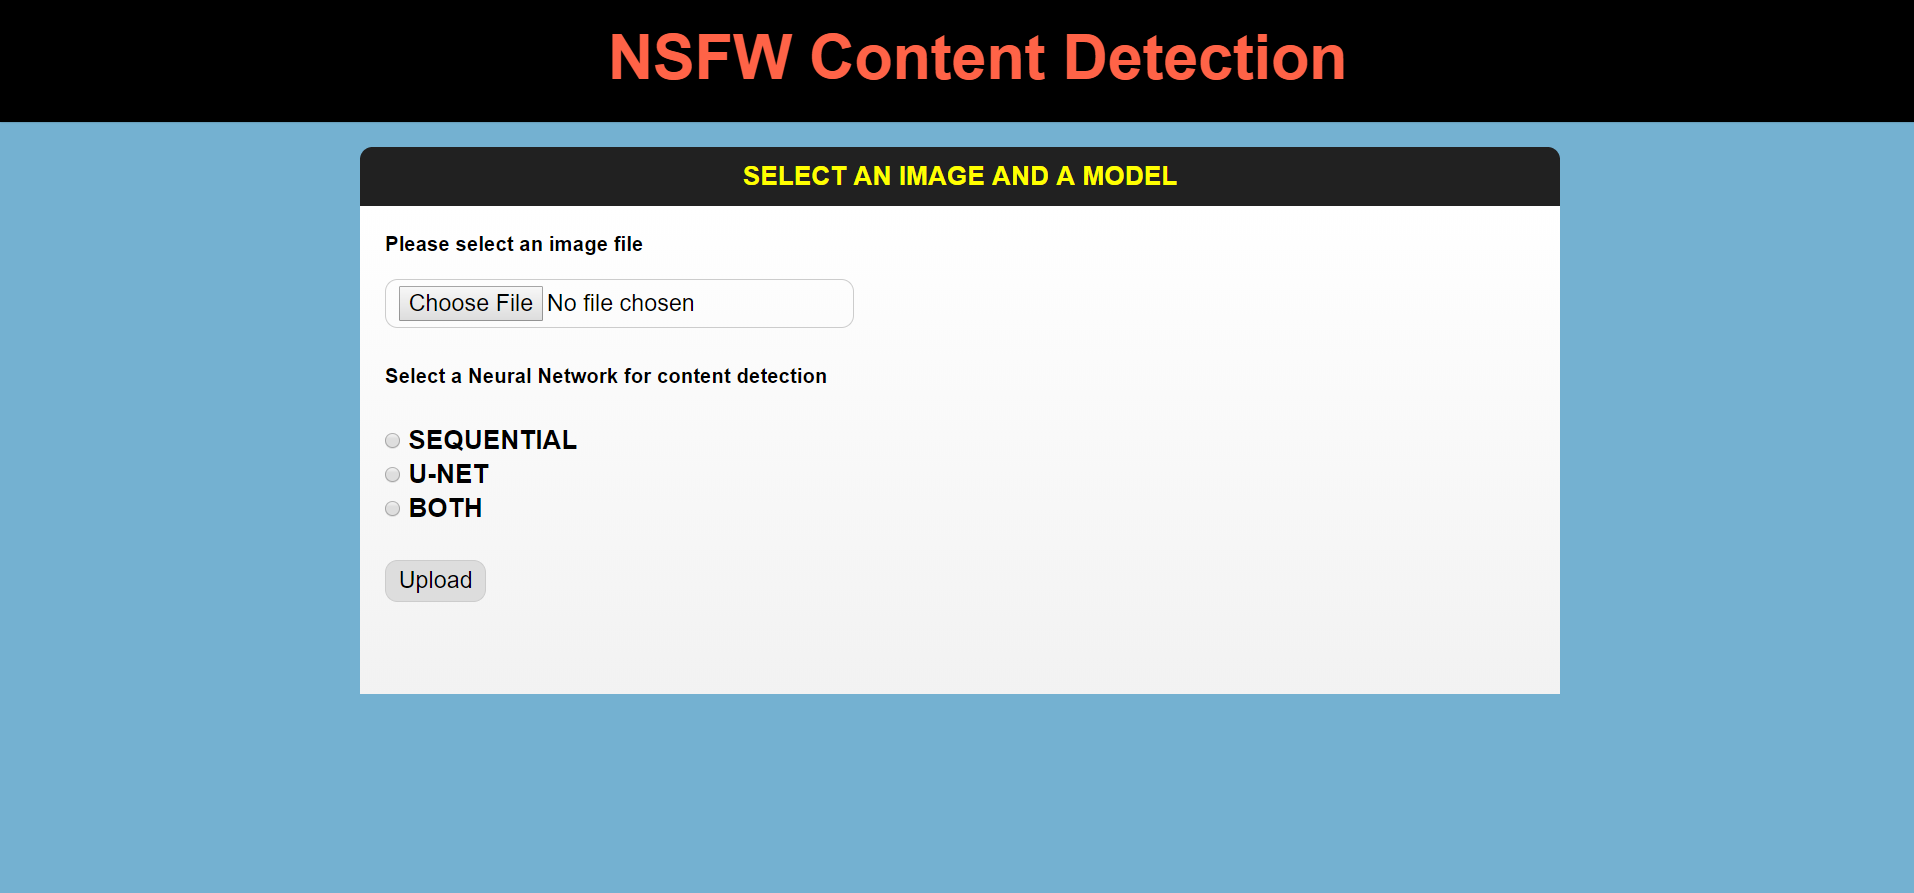 NSFW Content Detection
SELECT AN IMAGE AND A MODEL
Please select an image file
Choose File No file chosen
Select a Neural Network for content detection
SEQUENTIAL
U-NET
BOTH
Upload